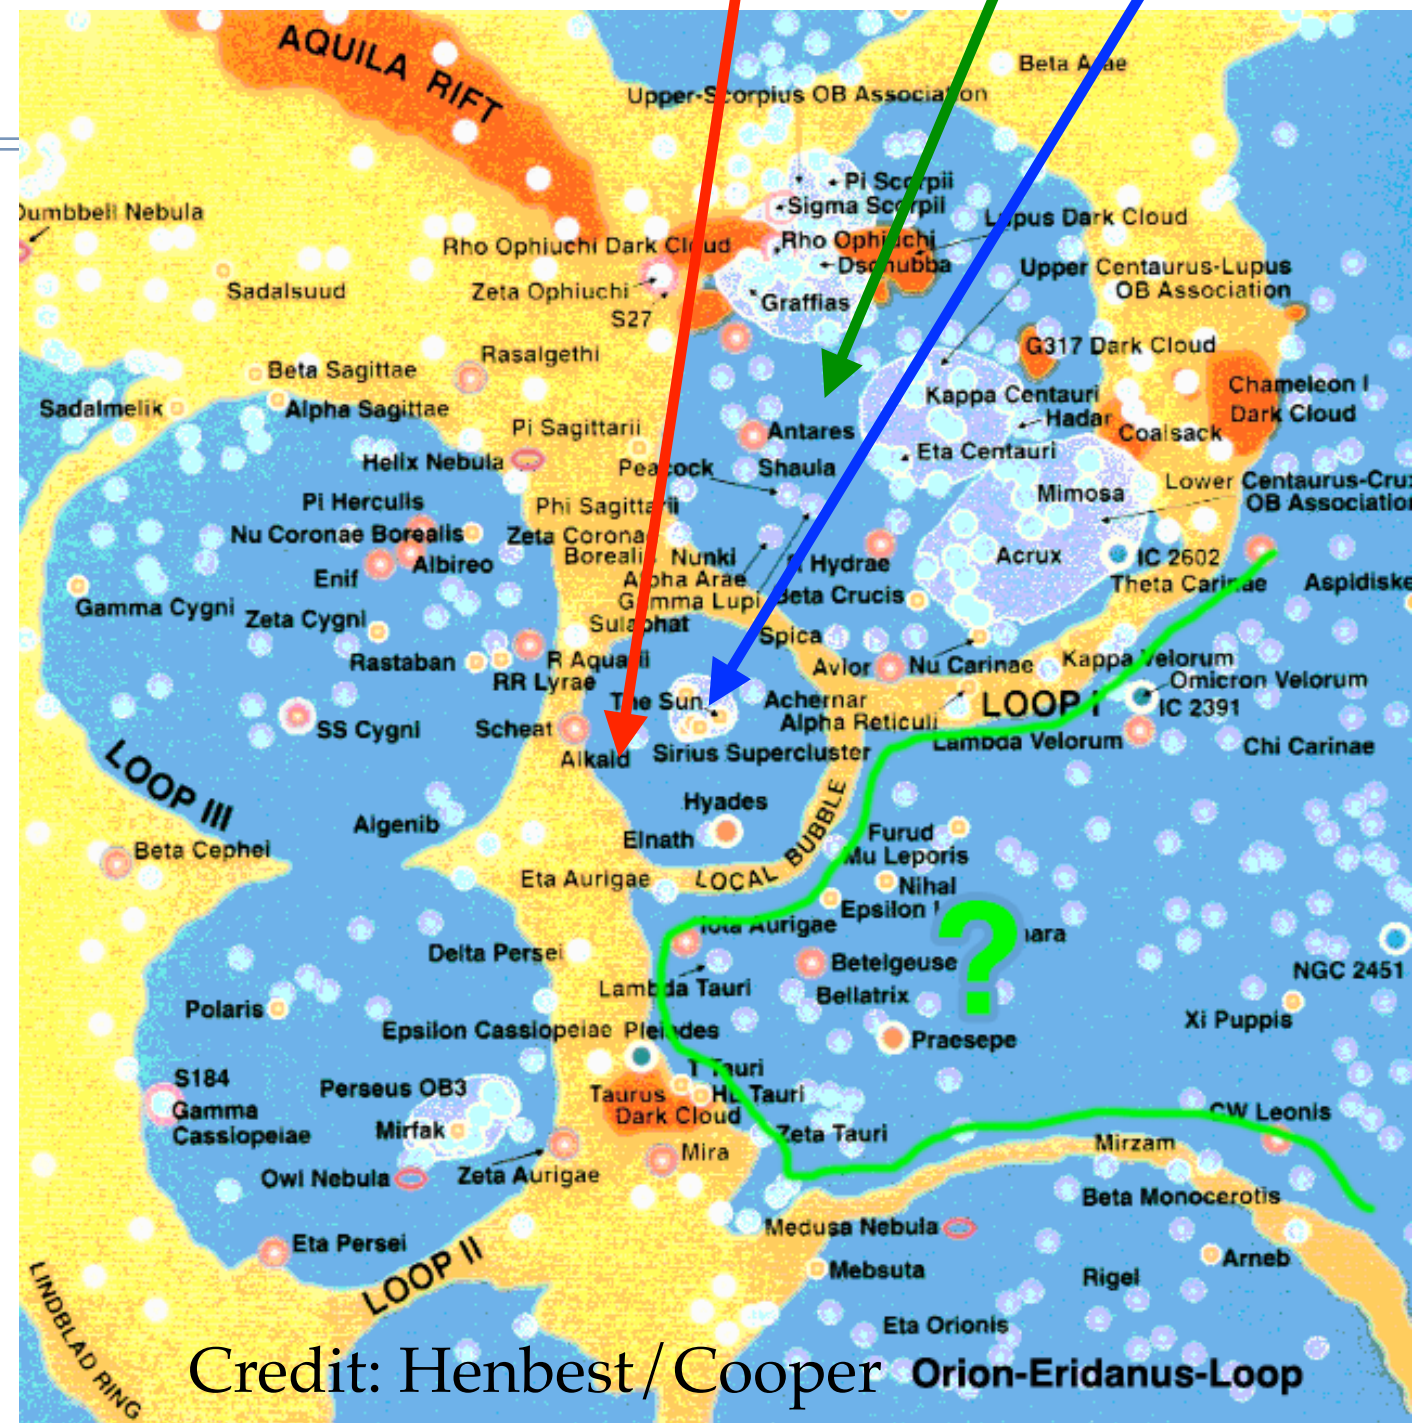 AQUILA RIFT
Beta Arae
Upper-Scorpius OB Association
Pi Scorpii
Sigma Scorpii
Dumbbell Nebula
Lupus Dark Cloud
Rho Ophiuchi Dark Cloud
Rho Ophiuchi
Dschubba
Upper Centaurus-Lupus
OB Association
Sadalsuud
Zeta Ophiuchi
Graffias
S27
G317 Dark Cloud
Rasalgethi
Beta Sagittae
Chameleon I
Dark Cloud
Kappa Centauri
Sadalmelik
Alpha Sagittae
Hadar
Pi Sagittarii
Antares
Coalsack
Eta Centauri
Helix Nebula
Peacock
Shaula
Lower Centaurus-Crux
OB Association
Mimosa
Pi Herculis
Phi Sagittarii
Nu Coronae Borealis
Zeta Coronae
Borealis
Nunki
Hydrae
Acrux
IC 2602
Albireo
Enif
Alpha Arae
Theta Carinae
Aspidiske
Gamma Cygni
Gamma Lupi
Beta Crucis
Zeta Cygni
Sulaphat
Spica
Rastaban
R Aquarii
Avior
Nu Carinae
Kappa Velorum
RR Lyrae
Omicron Velorum
The Sun
Achernar
LOOP I
IC 2391
SS Cygni
Scheat
Alpha Reticuli
Lambda Velorum
Chi Carinae
Alkaid
Sirius Supercluster
LOOP III
Hyades
Algenib
Elnath
Furud
Beta Cephei
Mu Leporis
LOCAL BUBBLE
Eta Aurigae
Nihal
Epsilon
?
Iota Aurigae
Delta Persei
Betelgeuse
NGC 2451
Lambda Tauri
Bellatrix
Polaris
Xi Puppis
Epsilon Cassiopeiae
Pleiades
Praesepe
T Tauri
S184
Perseus OB3
Taurus
Dark Cloud
HL Tauri
Gamma
Cassiopeiae
CW Leonis
Mirfak
Zeta Tauri
Mirzam
Mira
Owl Nebula
Zeta Aurigae
Beta Monocerotis
Medusa Nebula
Eta Persei
LOOP II
Mebsuta
Arneb
Rigel
LINDBLAD RING
Eta Orionis
Credit: Henbest/Cooper
Orion-Eridanus-Loop